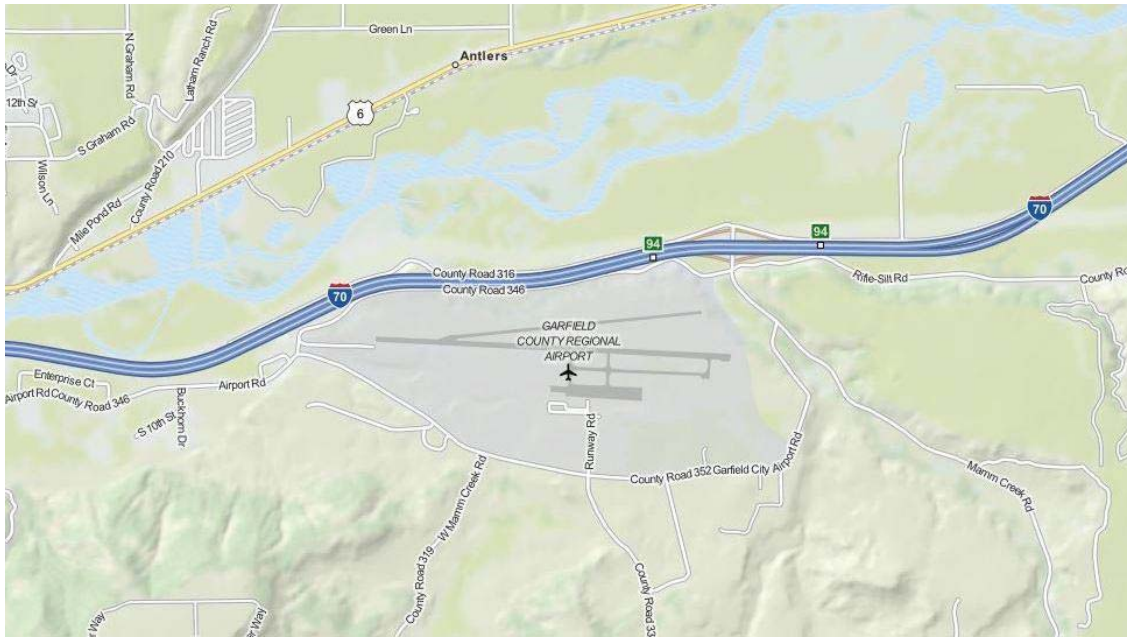 N Graham Rd
Latham Ranch Rd
Green Ln
Antlers
Dr
12th St
6
S Graham Rd
Wilson Ln
County Road 210
Mile Pond Rd
70
94
94
County Road 316
County Road 346
70
Rifle-Silt Rd
County Ro
GARFIELD
COUNTY REGIONAL
AIRPORT
Enterprise Ct
Airport Rd
Airport Rd
County Road 346
S 10th St
Buckhorn Dr
Runway Rd
County Road 352
Garfield City Airport Rd
W Mamm Creek Rd
County Road 319
Mamm Creek Rd
County Road 33
er Way
er Way